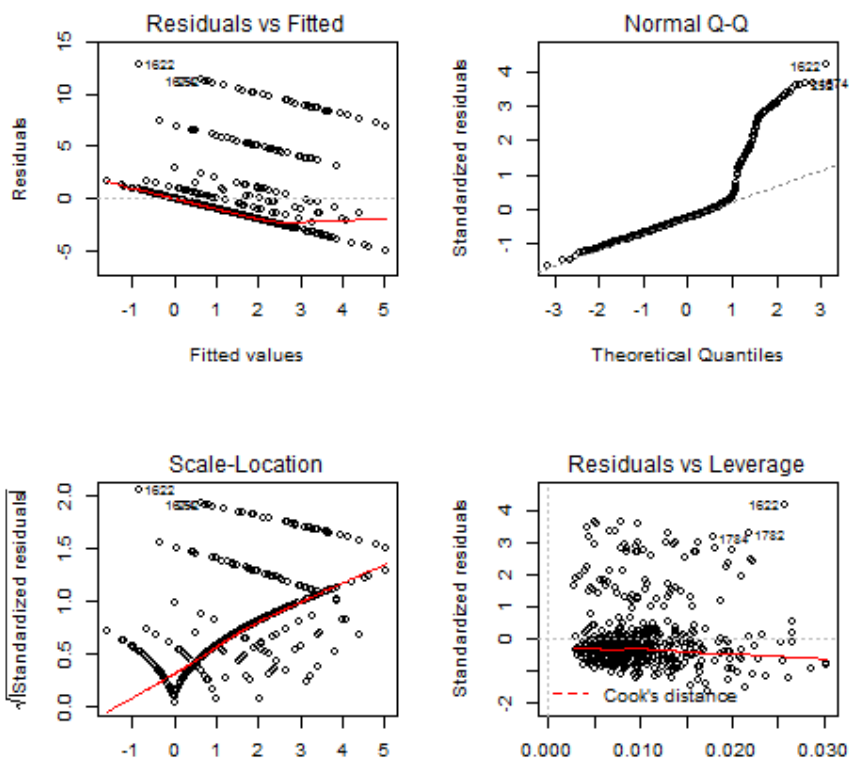 Residuals vs Fitted
Residuals
15
10
5
0
-5
1622
-1 0 1 2 3 4 5
Fitted values
Normal Q-Q
Standardized residuals
4
3
2
1
0
-1
1622
-3 -2 -1 0 1 2 3
Theoretical Quantiles
Scale-Location
√|Standardized residuals|
2.0
1.5
1.0
0.5
0.0
1622
-1 0 1 2 3 4 5
Residuals vs Leverage
Standardized residuals
4
3
2
1
0
-2
1622
1784
1782
Cook's distance
0.000 0.010 0.020 0.030